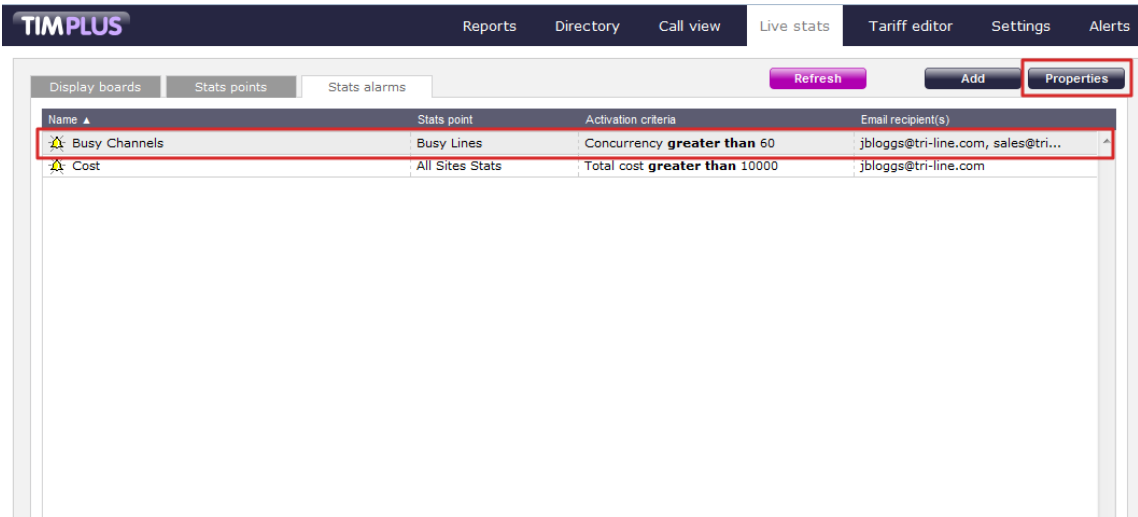 TIMPLUS Reports Directory Call view Live stats Tariff editor Settings Alerts
Display boards Stats points Stats alarms Refresh Add Properties
Name ▲ Stats point Activation criteria Email recipient(s)
Busy Channels Busy Lines Concurrency greater than 60 jbloggs@tri-line.com, sales@tri...
Cost All Sites Stats Total cost greater than 10000 jbloggs@tri-line.com